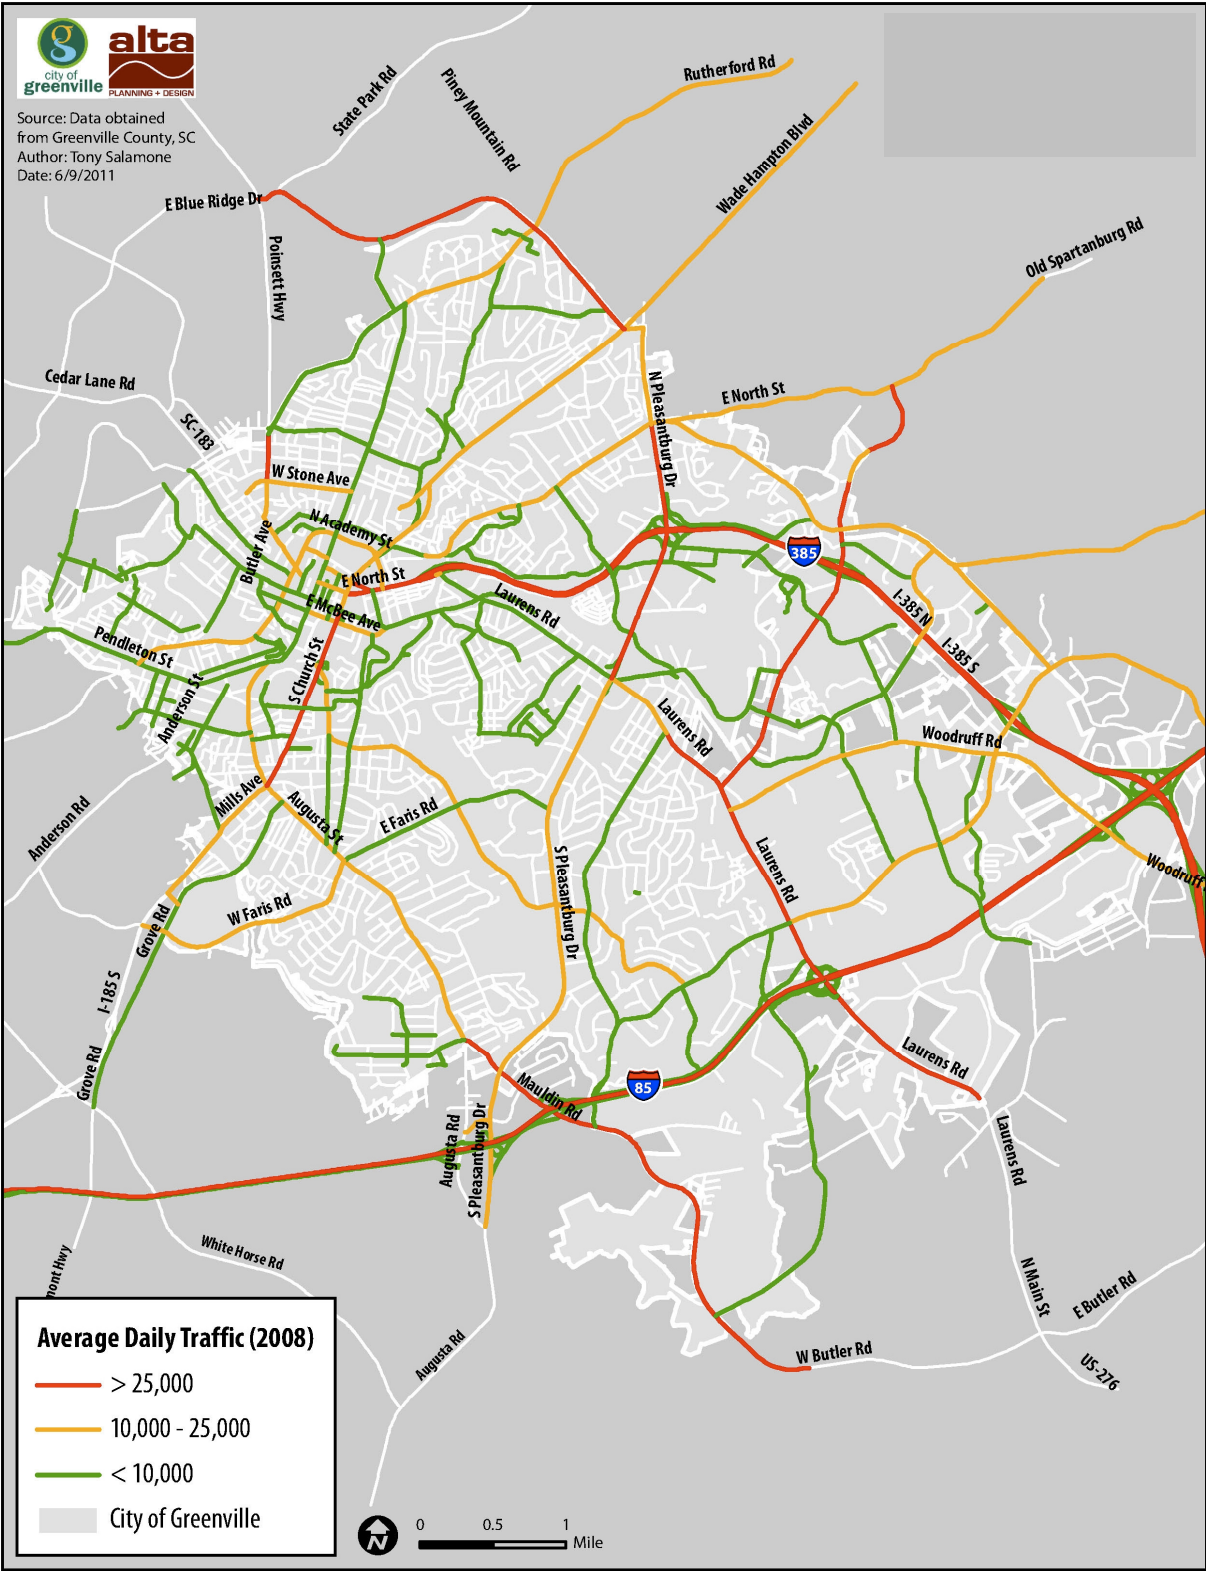 g
city of
greenville
alta
PLANNING + DESIGN
Source: Data obtained
from Greenville County, SC
Author: Tony Salamone
Date: 6/9/2011
State Park Rd
Piney Mountain Rd
Rutherford Rd
Wade Hampton Blvd
E Blue Ridge Dr
Poinsett Hwy
Old Spartanburg Rd
Cedar Lane Rd
SC-183
N Pleasantburg Dr
E North St
W Stone Ave
N Academy St
Butler Ave
385
E North St
E McBee Ave
Laurens Rd
I-385 N
I-385 S
Pendleton St
S Church St
Anderson St
Laurens Rd
Woodruff Rd
Mills Ave
Augusta St
E Faris Rd
Anderson Rd
Laurens Rd
S Pleasantburg Dr
Woodruff
W Faris Rd
Grove Rd
I-185 S
Grove Rd
Laurens Rd
85
Mauldin Rd
Augusta Rd
S Pleasantburg Dr
Laurens Rd
White Horse Rd
mont Hwy
N Main St
E Butler Rd
Augusta Rd
W Butler Rd
US-276
Average Daily Traffic (2008)
> 25,000
10,000 - 25,000
< 10,000
City of Greenville
N
0 0.5 1
Mile